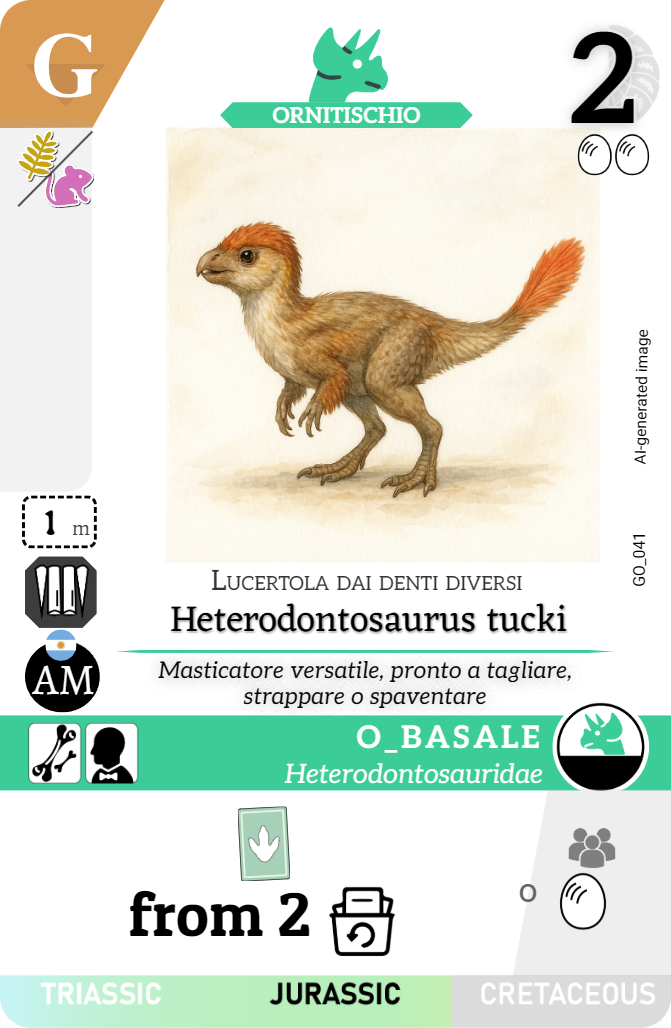 G
ORNITISCHIO
2
AI-generated image
GO_041
1 m
AM
Lucertola dai denti diversi
Heterodontosaurus tucki
Masticatore versatile, pronto a tagliare,
strappare o spaventare
O_BASALE
Heterodontosauridae
from 2
O
TRIASSIC JURASSIC CRETACEOUS